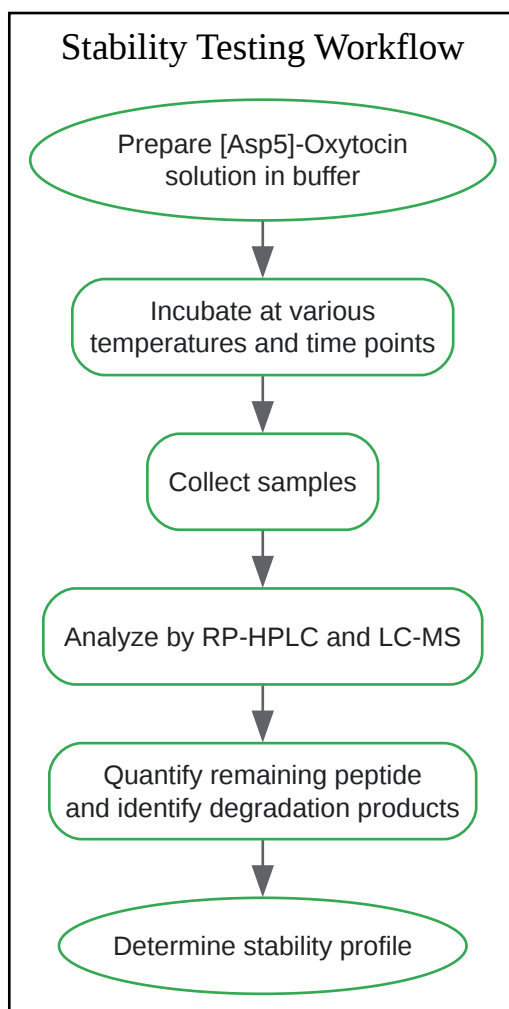 Stability Testing Workflow
Prepare [Asp5]-Oxytocin
solution in buffer
Incubate at various
temperatures and time points
Collect samples
Analyze by RP-HPLC and LC-MS
Quantify remaining peptide
and identify degradation products
Determine stability profile